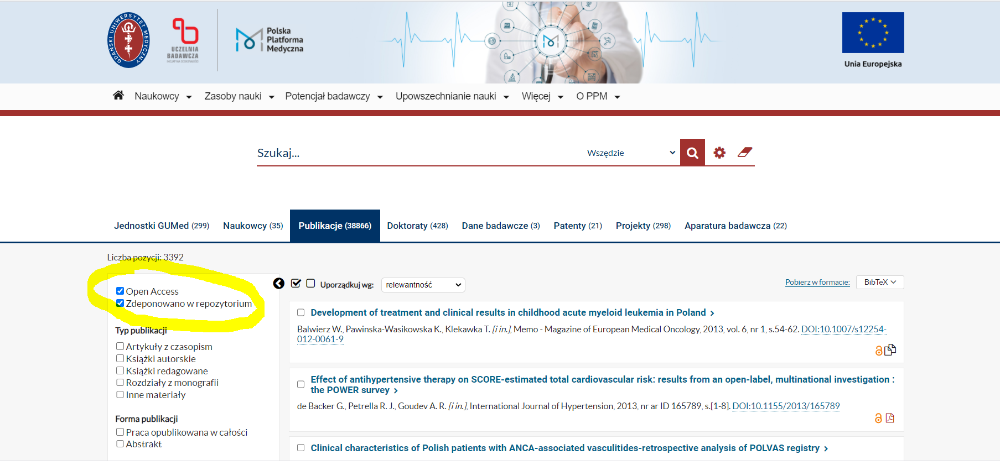 GDAŃSKI UNIWERSYTET MEDYCZNY
UCZELNIA
BADAWCZA
INICJATYWA DOSKONAŁOŚCI
Polska
Platforma
Medyczna
Unia Europejska
Naukowcy
Zasoby nauki
Potencjał badawczy
Upowszechnianie nauki
Więcej
O PPM
Szukaj...
Wszędzie
Jednostki GUMed (299)
Naukowcy (35)
Publikacje (38866)
Doktoraty (428)
Dane badawcze (3)
Patenty (21)
Projekty (298)
Aparatura badawcza (22)
Liczba pozycji: 3392
Open Access
Zdeponowano w repozytorium
Typ publikacji
Artykuły z czasopism
Książki autorskie
Książki redagowane
Rozdziały z monografii
Inne materiały
Forma publikacji
Praca opublikowana w całości
Abstrakt
Uporządkuj wg:
relewantność
Pobierz w formacie:
BibTeX
Development of treatment and clinical results in childhood acute myeloid leukemia in Poland
Balwierz W., Pawinska-Wasikowska K., Klekawka T. [i in.], Memo - Magazine of European Medical Oncology, 2013, vol. 6, nr 1, s.54-62. DOI:10.1007/s12254-
012-0061-9
Effect of antihypertensive therapy on SCORE-estimated total cardiovascular risk: results from an open-label, multinational investigation :
the POWER survey
de Backer G., Petrella R. J., Goudev A. R. [i in.], International Journal of Hypertension, 2013, nr ar ID 165789, s.[1-8]. DOI:10.1155/2013/165789
Clinical characteristics of Polish patients with ANCA-associated vasculitides-retrospective analysis of POLVAS registry